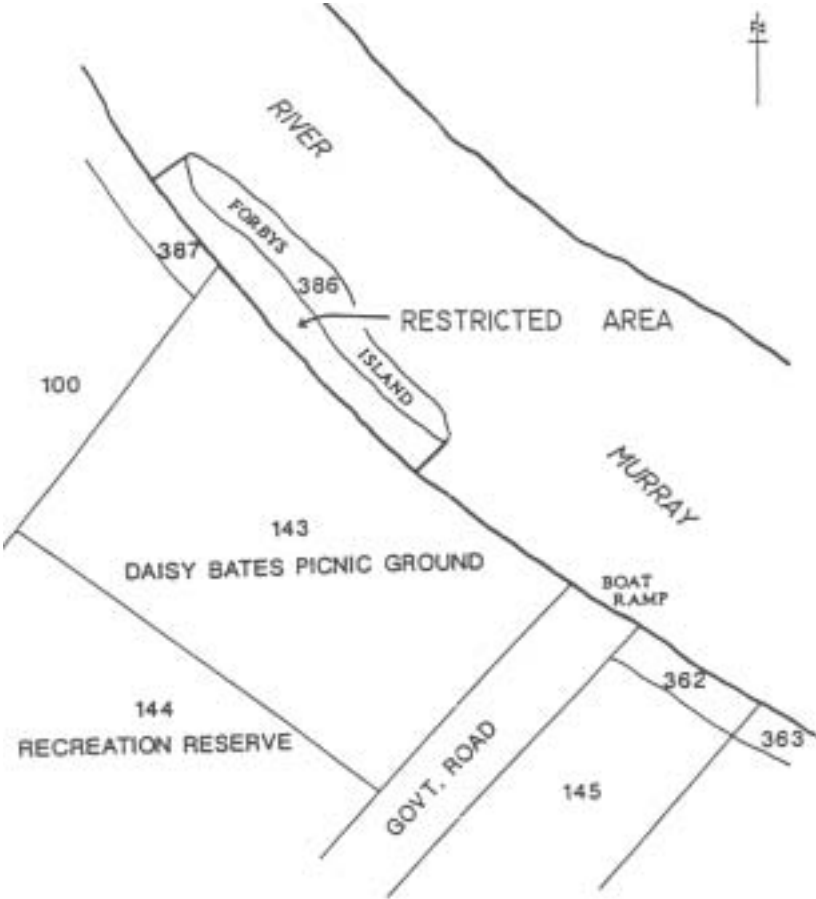 RIVER
FORBYS
387
386
RESTRICTED AREA
ISLAND
100
MURRAY
143
DAISY BATES PICNIC GROUND
BOAT
RAMP
362
144
RECREATION RESERVE
363
GOVT. ROAD
145